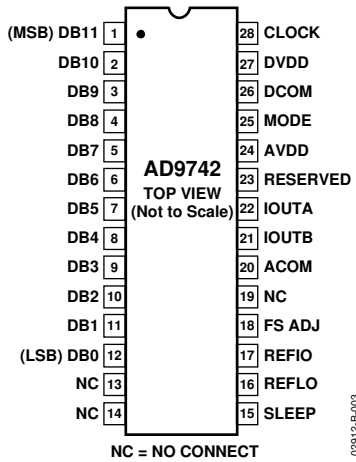 (MSB) DB11 1 28 CLOCK
DB10 2 27 DVDD
DB9 3 26 DCOM
DB8 4 25 MODE
DB7 5 24 AVDD
DB6 6 AD9742 23 RESERVED
TOP VIEW
DB5 7 (Not to Scale) 22 IOUTA
DB4 8 21 IOUTB
DB3 9 20 ACOM
DB2 10 19 NC
DB1 11 18 FS ADJ
(LSB) DB0 12 17 REFIO
NC 13 16 REFLO
NC 14 15 SLEEP
NC = NO CONNECT
02912-B-003